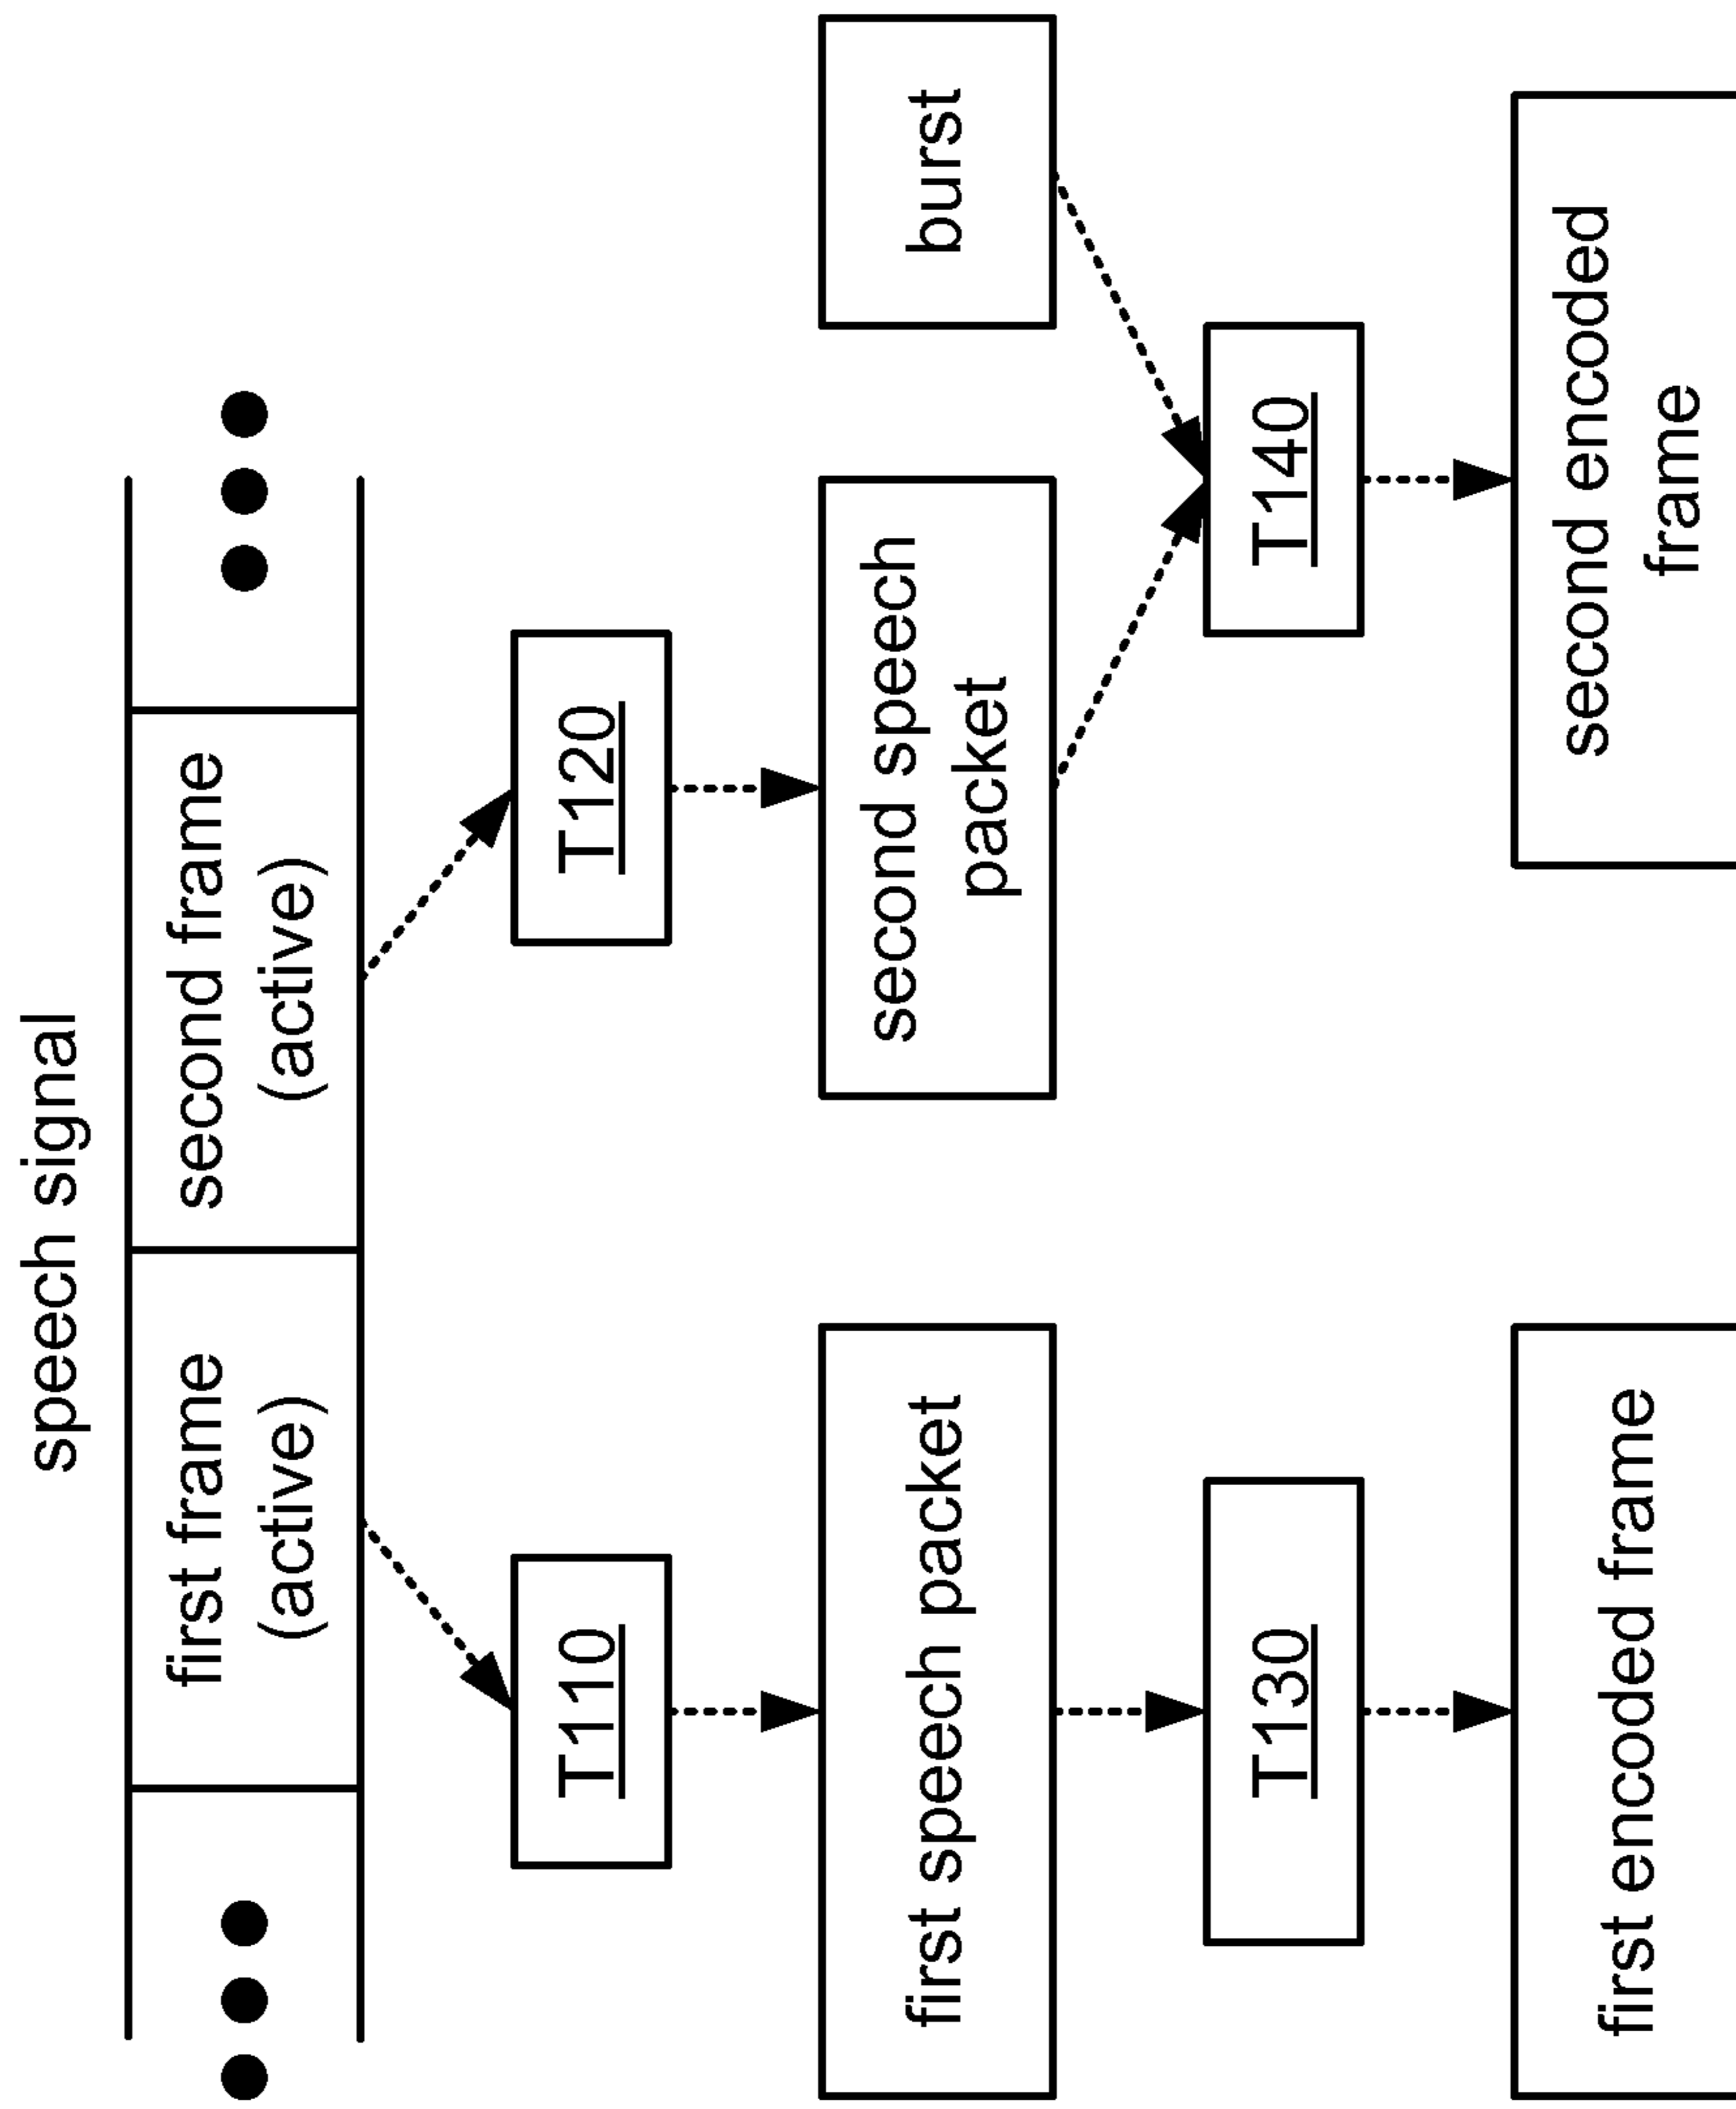 speech signal
first frame
(active)
second frame
(active)
T110
T120
first speech packet
second speech
packet
burst
T130
T140
first encoded frame
second encoded
frame